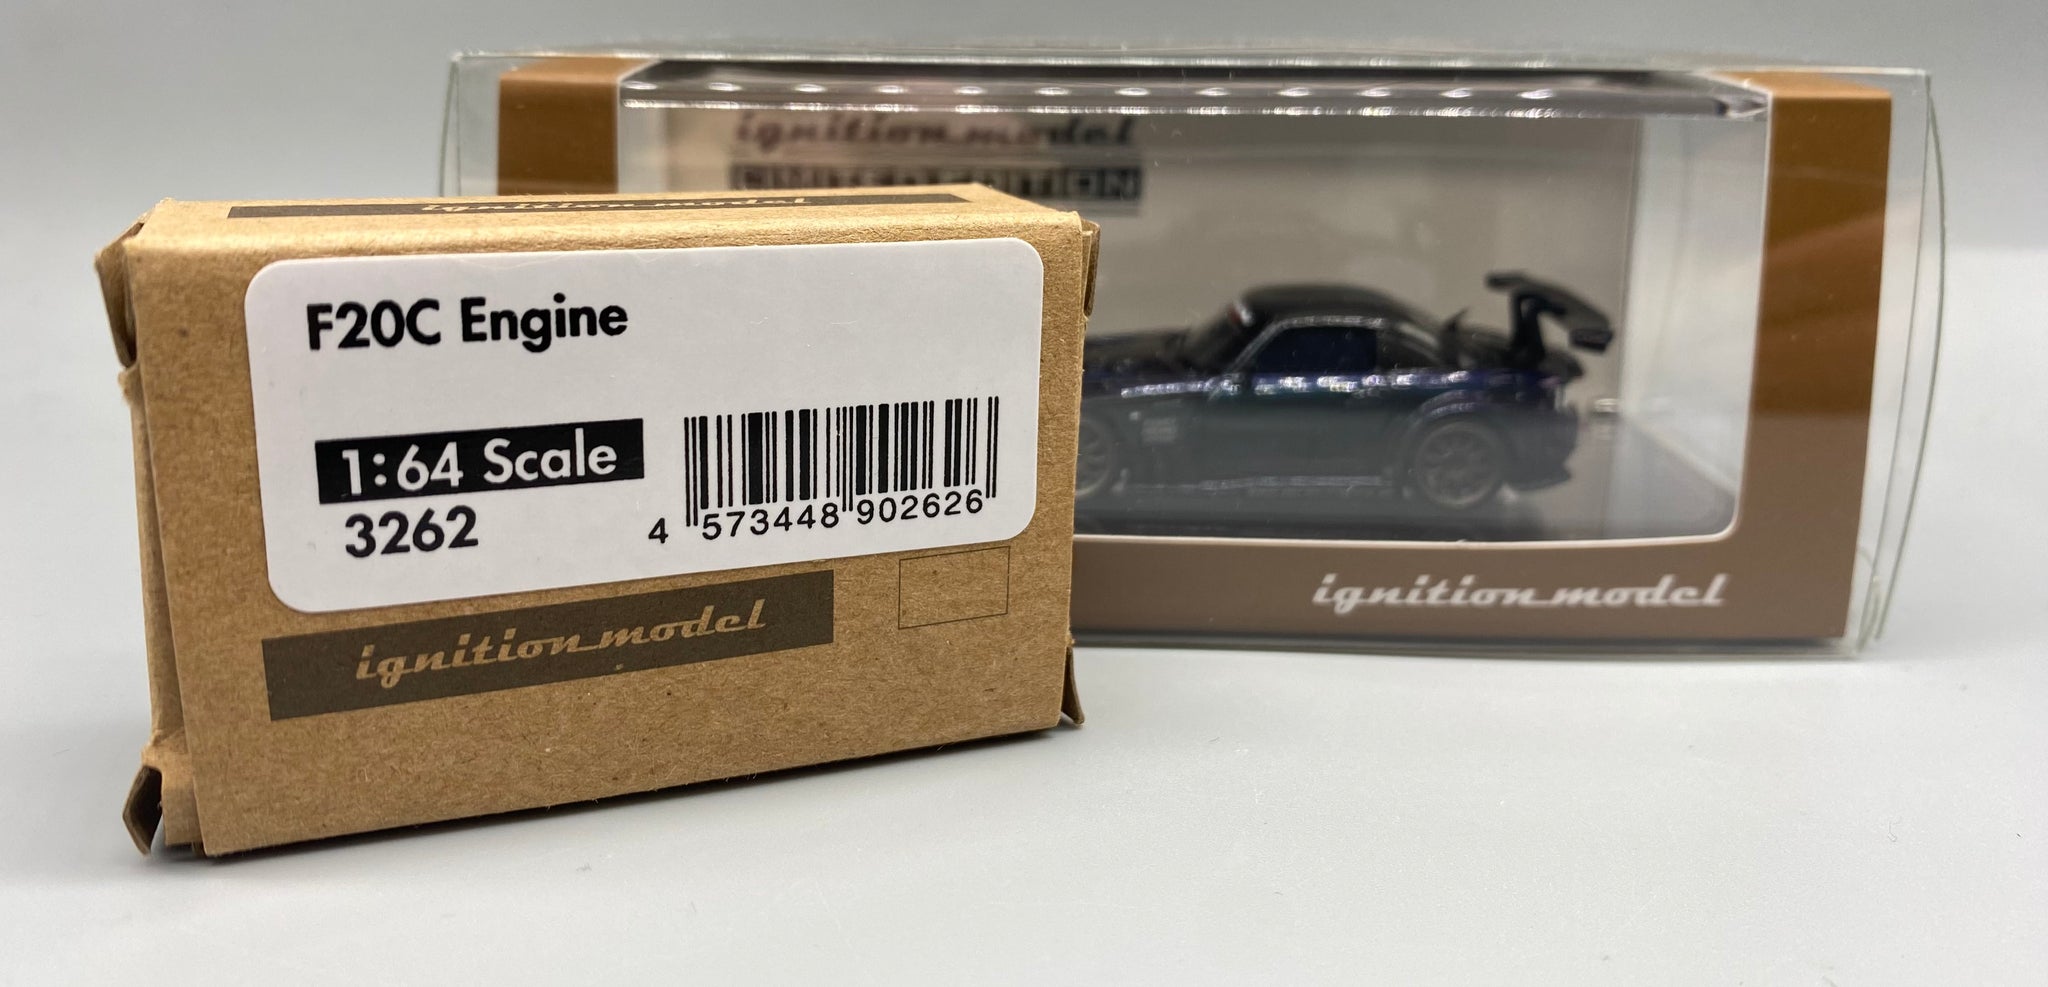 ignition model
ignition model
F20C Engine
1:64 Scale
3262
4 573448 902626
ignition model
ignition model